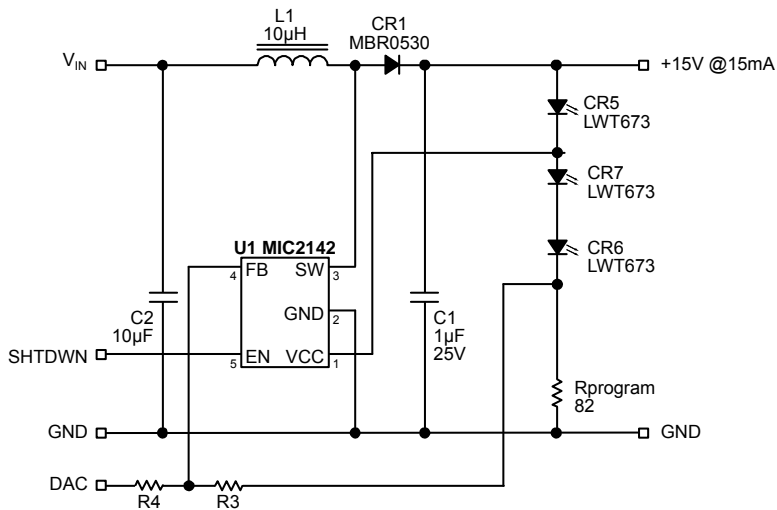 L1
10µH
CR1
MBR0530
VIN
+15V @15mA
CR5
LWT673
CR7
LWT673
U1 MIC2142
4
FB
SW
3
CR6
LWT673
GND
2
C2
10µF
C1
1µF
25V
SHTDWN
5
EN
VCC
1
Rprogram
82
GND
GND
DAC
R4
R3